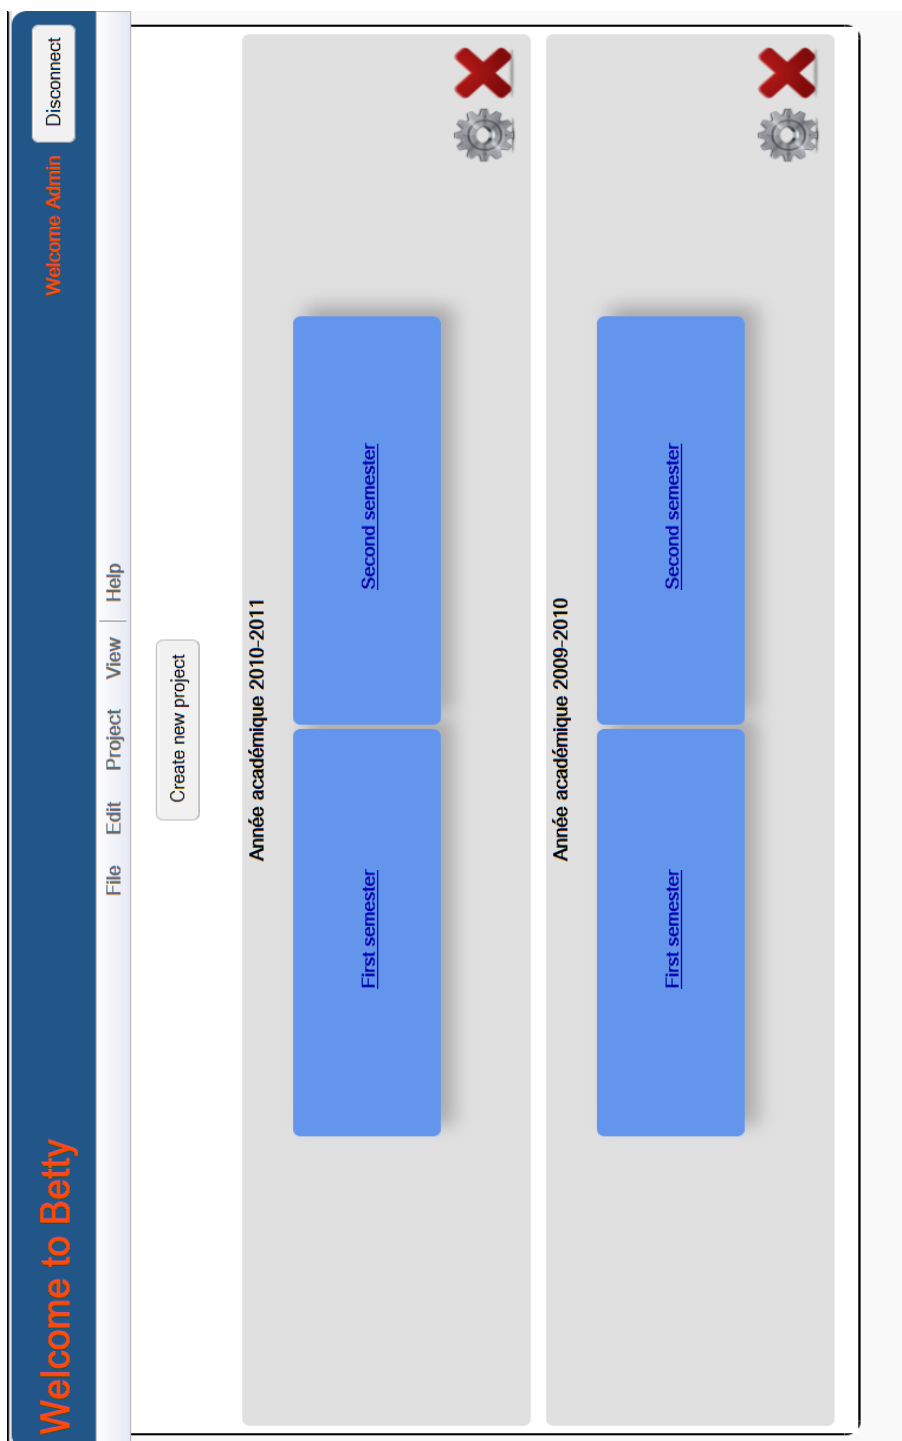 Welcome to Betty
Welcome Admin
Disconnect
File Edit Project View Help
Create new project
Année académique 2010-2011
First semester
Second semester
Année académique 2009-2010
First semester
Second semester